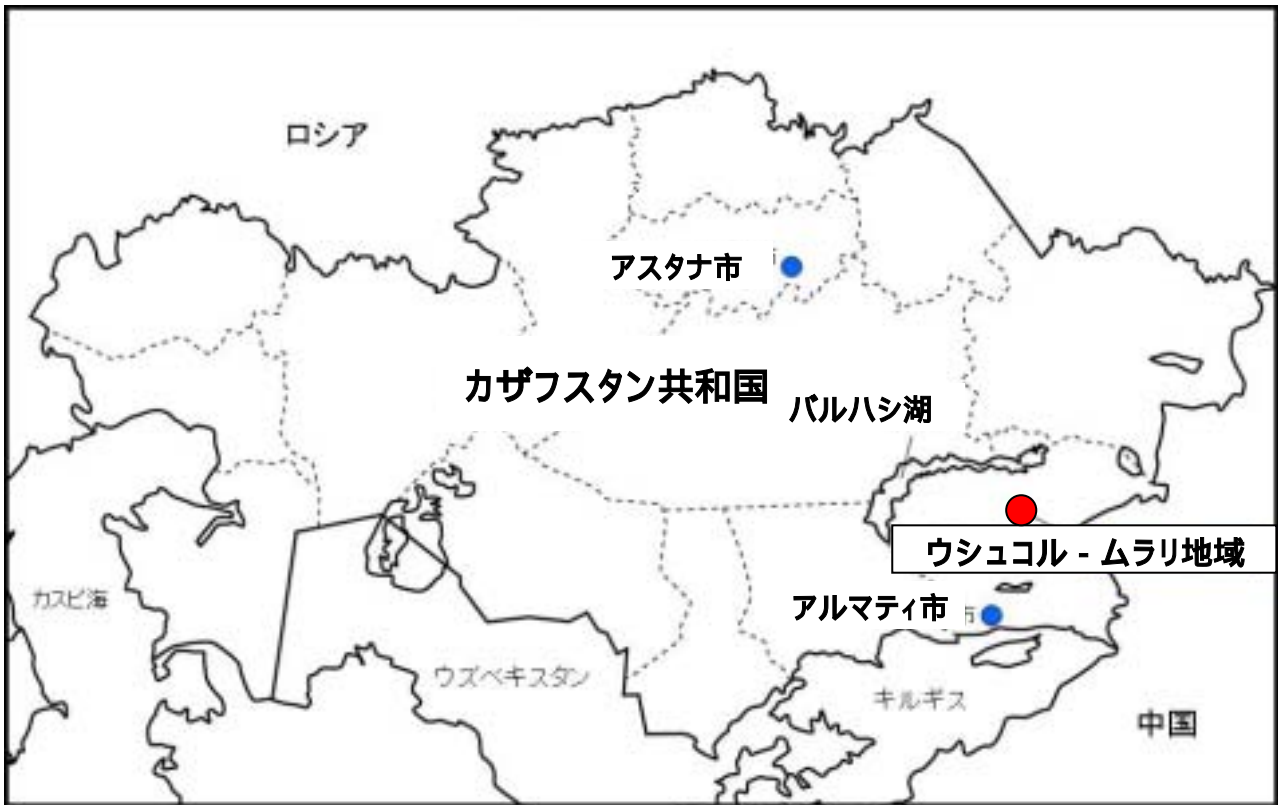 ロシア
アスタナ市
カザフスタン共和国
バルハシ湖
ウシュコル - ムラリ地域
カスピ海
アルマティ市
市
ウズベキスタン
キルギス
中国